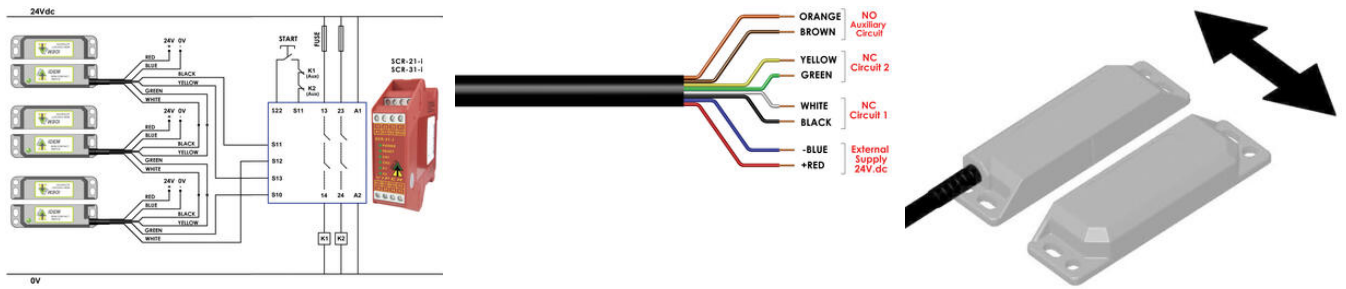 24Vdc
24V 0V
RED
BLUE
BLACK
YELLOW
GREEN
WHITE
24V 0V
RED
BLUE
BLACK
YELLOW
GREEN
WHITE
24V 0V
RED
BLUE
BLACK
YELLOW
GREEN
WHITE
START
FUSE
K1
(Aux)
K2
(Aux)
S22 S11 13 23 A1
S11
S12
S13
S10
14 24 A2
K1 K2
0V
SCR-21-i
SCR-31-i
SCR-21-i
ORANGE
BROWN
NO
Auxiliary
Circuit
YELLOW
GREEN
NC
Circuit 2
WHITE
BLACK
NC
Circuit 1
-BLUE
+RED
External
Supply
24V.dc